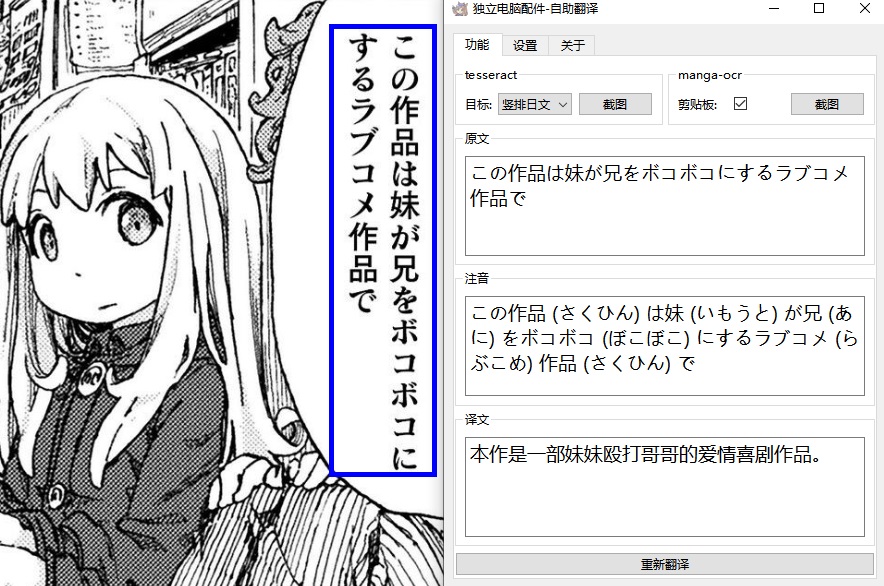 この作品は妹が兄をボコボコに
するラブコメ作品で
独立电脑配件-自助翻译
功能 设置 关于
tesseract
目标: 竖排日文 截图
manga-ocr
剪贴板: 截图
原文
この作品は妹が兄をボコボコにするラブコメ
作品で
注音
この作品 (さくひん) は妹 (いもうと) が兄 (あ
に) をボコボコ (ぼこぼこ) にするラブコメ (ら
ぶこめ) 作品 (さくひん) で
译文
本作是一部妹妹殴打哥哥的爱情喜剧作品。
重新翻译